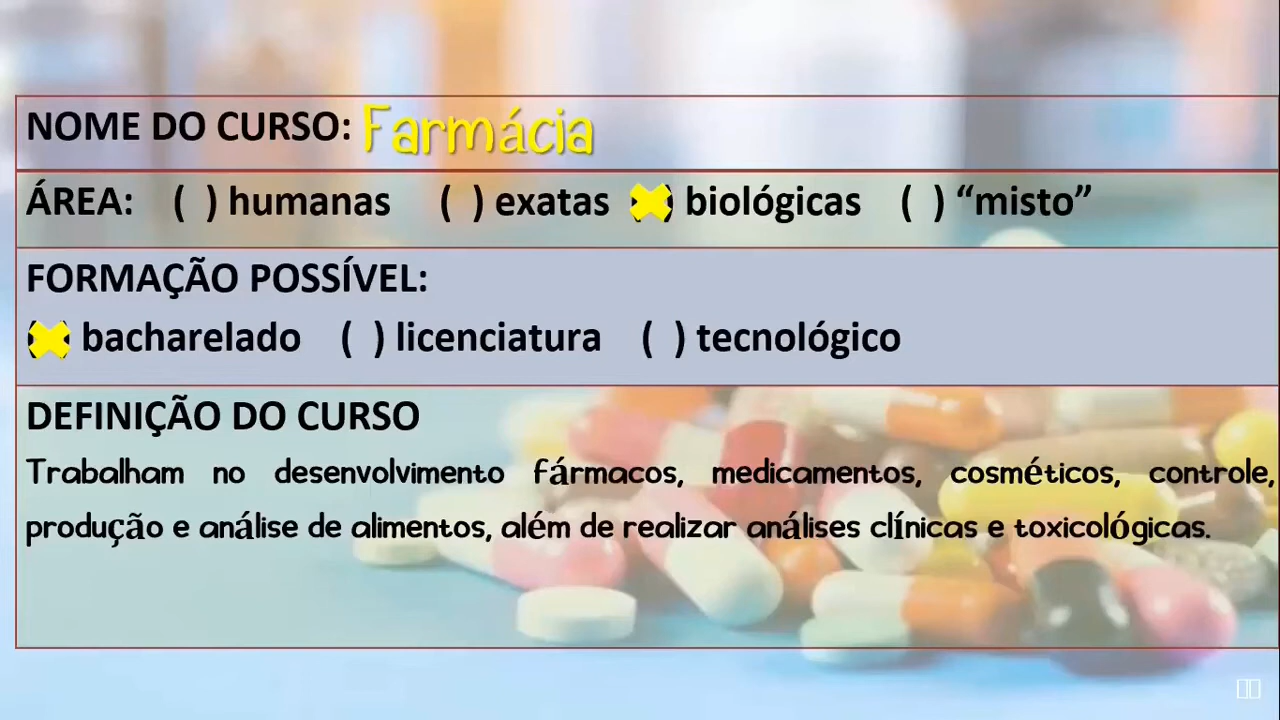 NOME DO CURSO: Farmácia
ÁREA: ( ) humanas ( ) exatas (X) biológicas ( ) “misto”
FORMAÇÃO POSSÍVEL:
(X) bacharelado ( ) licenciatura ( ) tecnológico
DEFINIÇÃO DO CURSO
Trabalham no desenvolvimento fármacos, medicamentos, cosméticos, controle,
produção e análise de alimentos, além de realizar análises clínicas e toxicológicas.